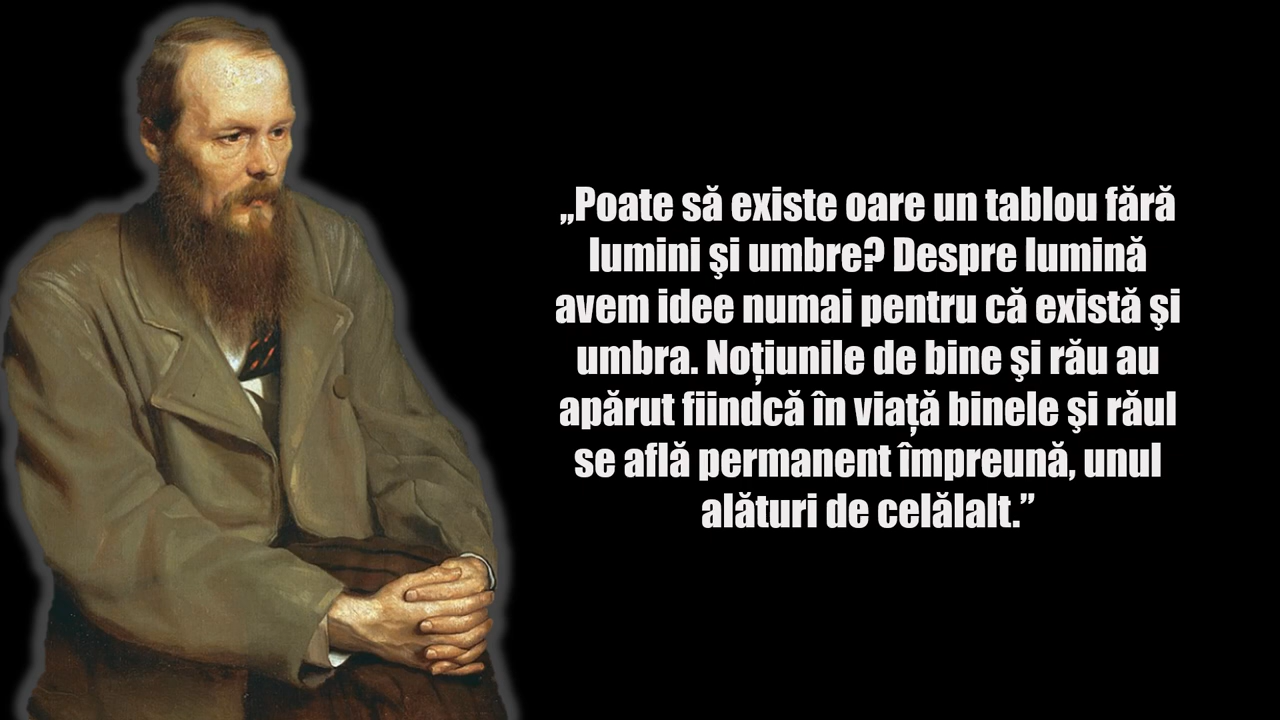 „Poate să existe oare un tablou fără
lumini şi umbre? Despre lumină
avem idee numai pentru că există şi
umbra. Noţiunile de bine şi rău au
apărut fiindcă în viaţă binele şi răul
se află permanent împreună, unul
alături de celălalt.”